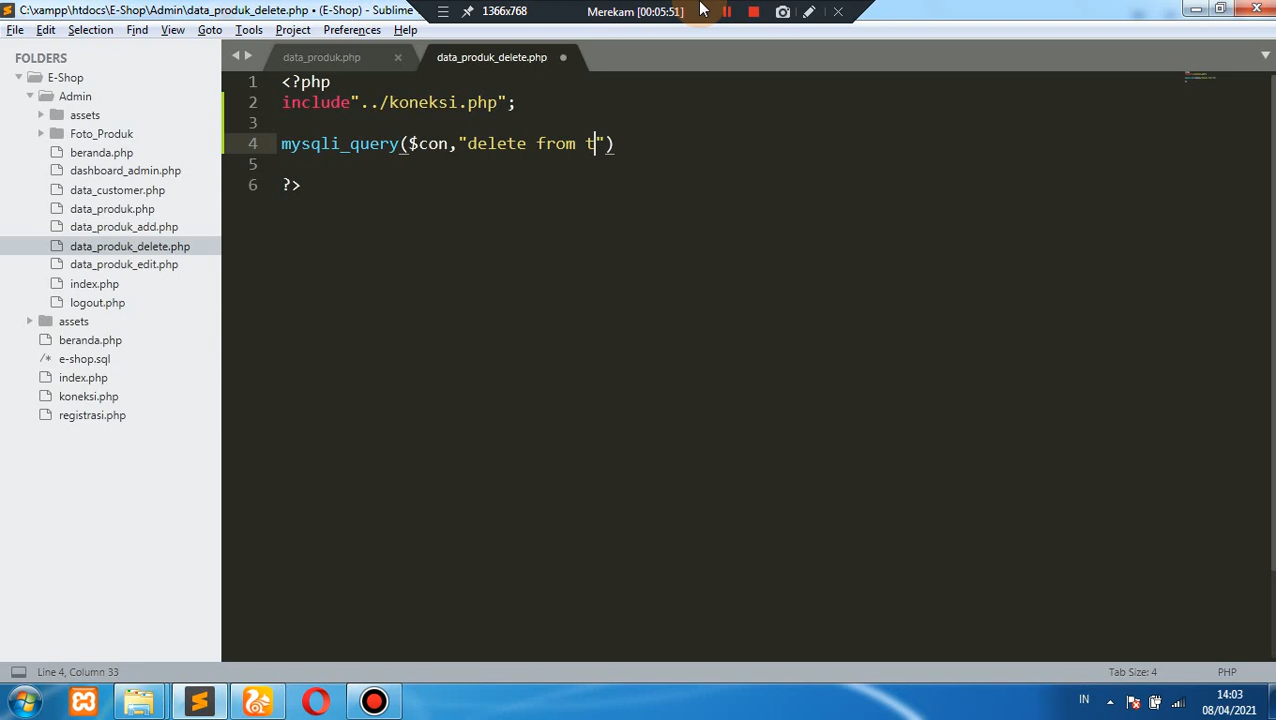 C:\xampp\htdocs\E-Shop\Admin\data_produk_delete.php • (E-Shop) - Sublime
1366x768
Merekam [00:05:51]
File Edit Selection Find View Goto Tools Project Preferences Help
FOLDERS
E-Shop
Admin
assets
Foto_Produk
beranda.php
dashboard_admin.php
data_customer.php
data_produk.php
data_produk_add.php
data_produk_delete.php
data_produk_edit.php
index.php
logout.php
assets
beranda.php
/* e-shop.sql
index.php
koneksi.php
registrasi.php
data_produk.php
data_produk_delete.php
1 <?php
2 include"../koneksi.php";
3
4 mysqli_query($con,"delete from t")
5
6 ?>
Line 4, Column 33
Tab Size: 4
PHP
IN
14:03
08/04/2021